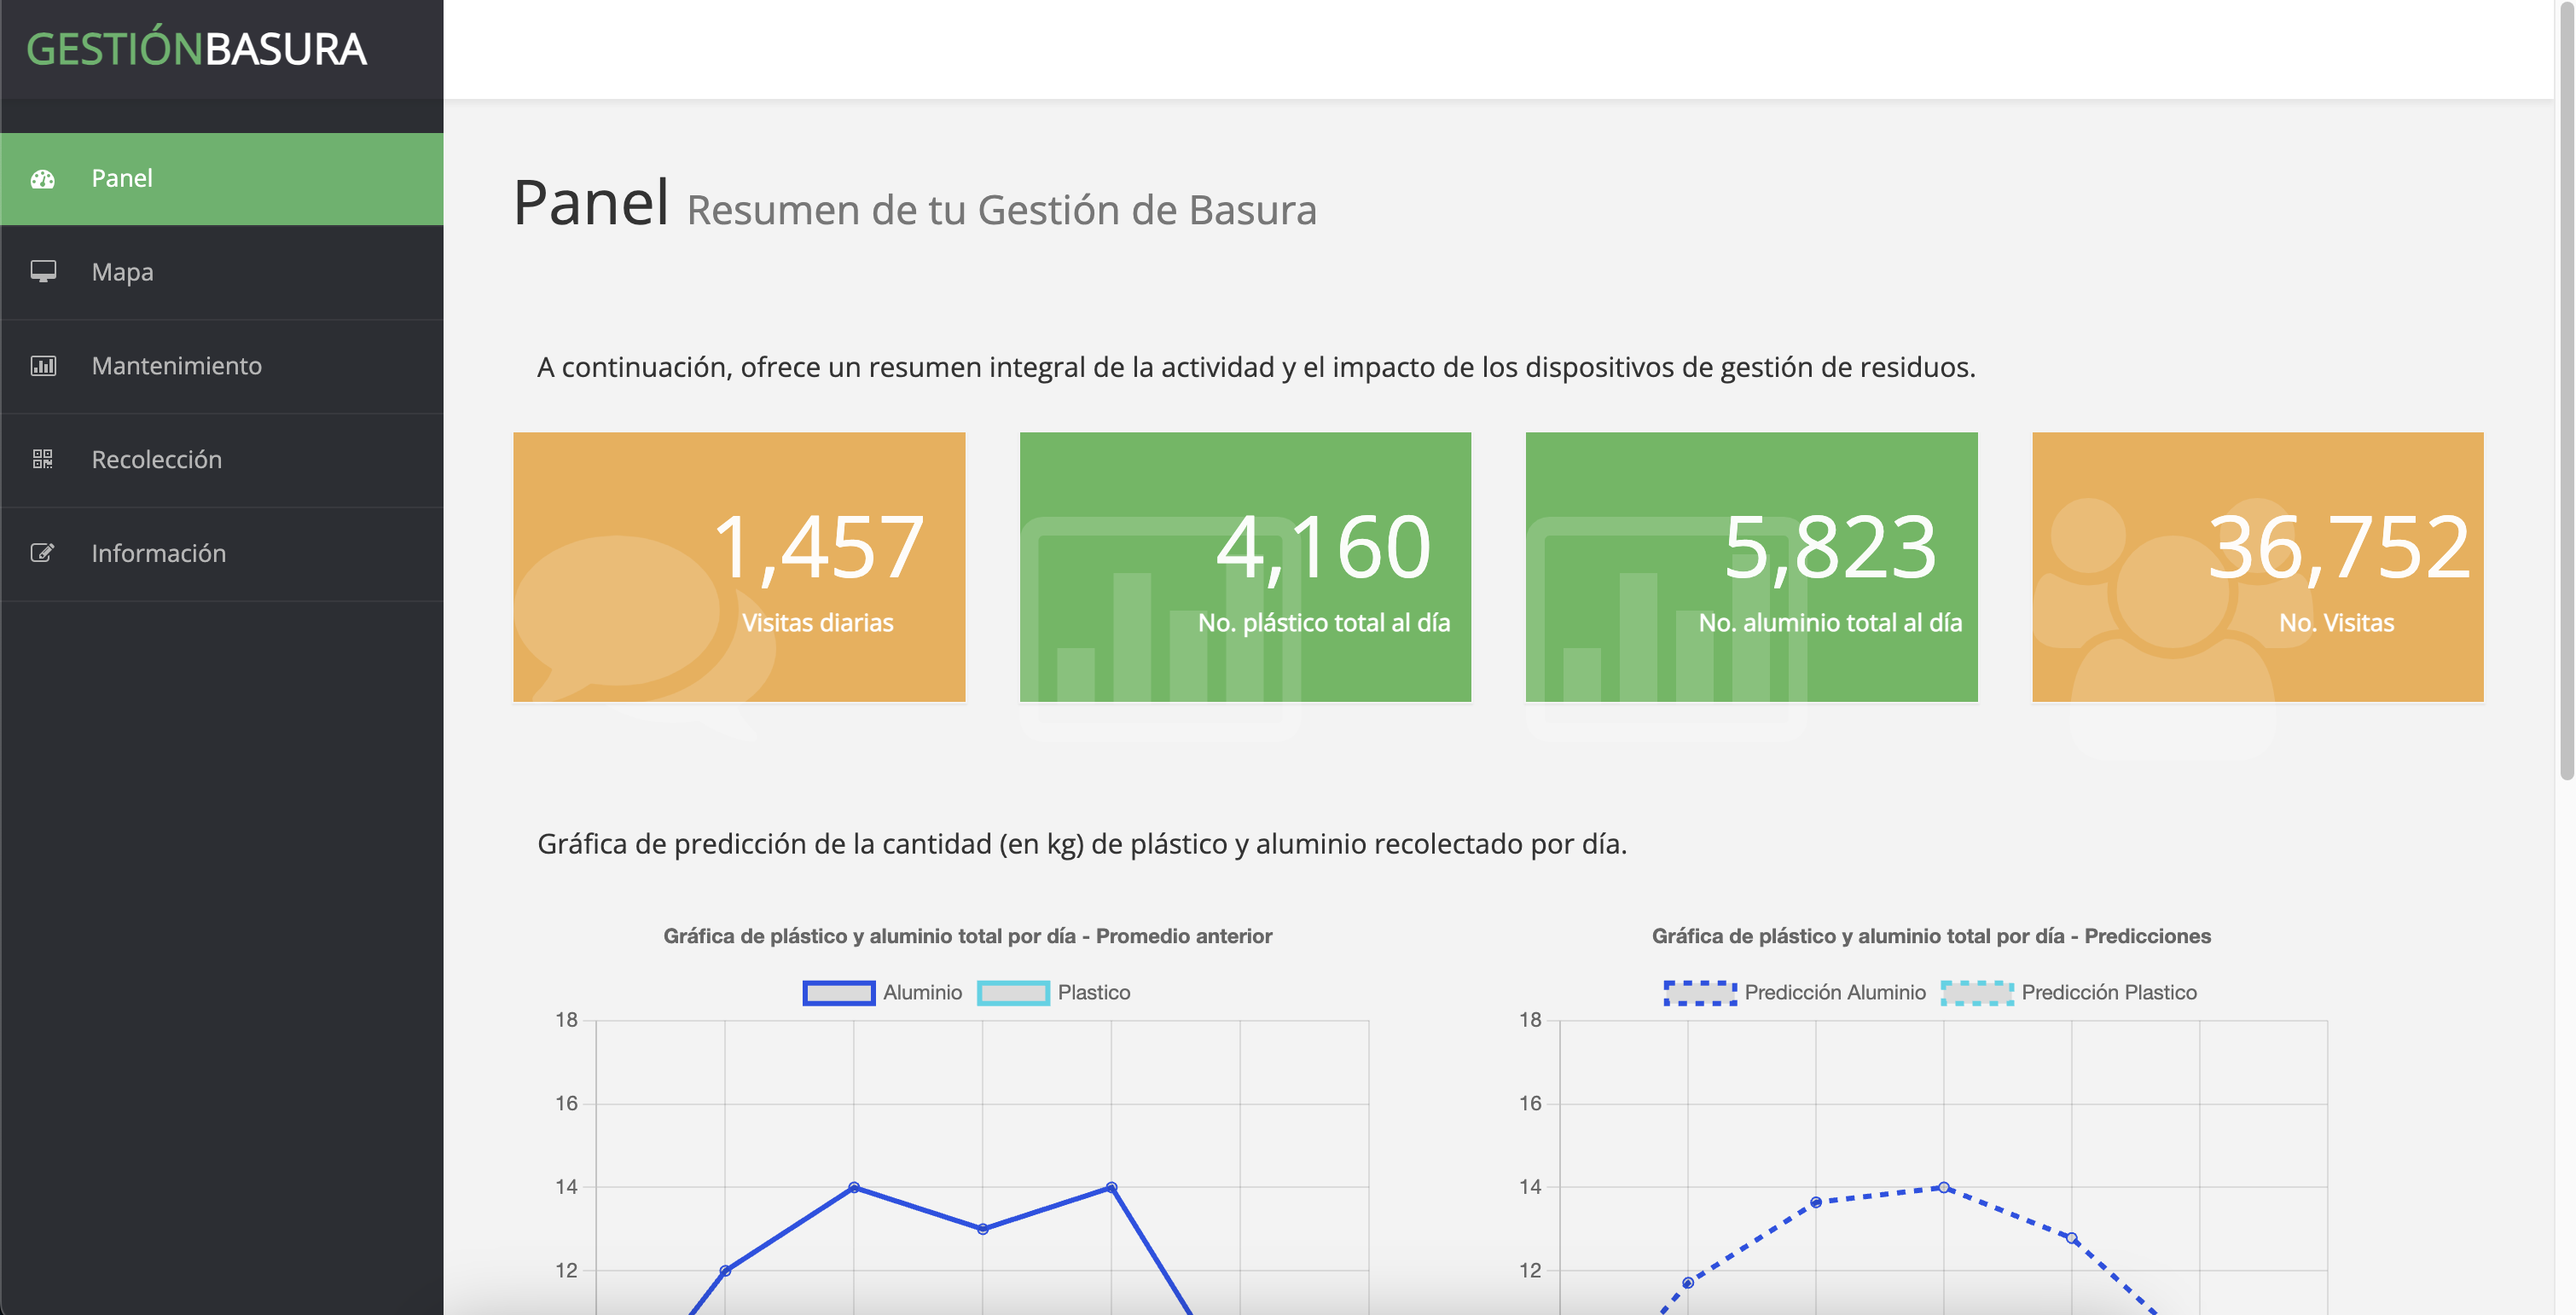 GESTIÓNBASURA
Panel
Mapa
Mantenimiento
Recolección
Información
Panel Resumen de tu Gestión de Basura
A continuación, ofrece un resumen integral de la actividad y el impacto de los dispositivos de gestión de residuos.
1,457
Visitas diarias
4,160
No. plástico total al día
5,823
No. aluminio total al día
36,752
No. Visitas
Gráfica de predicción de la cantidad (en kg) de plástico y aluminio recolectado por día.
Gráfica de plástico y aluminio total por día - Promedio anterior
Aluminio Plastico
18
16
14
12
Gráfica de plástico y aluminio total por día - Predicciones
Predicción Aluminio Predicción Plastico
18
16
14
12